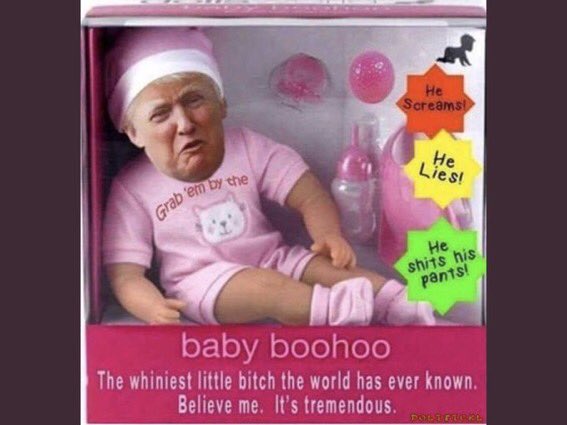 He
Screams!
He
Lies!
Grab 'em by the
He
shits his
pants!
baby boohoo
The whiniest little bitch the world has ever known.
Believe me. It's tremendous.